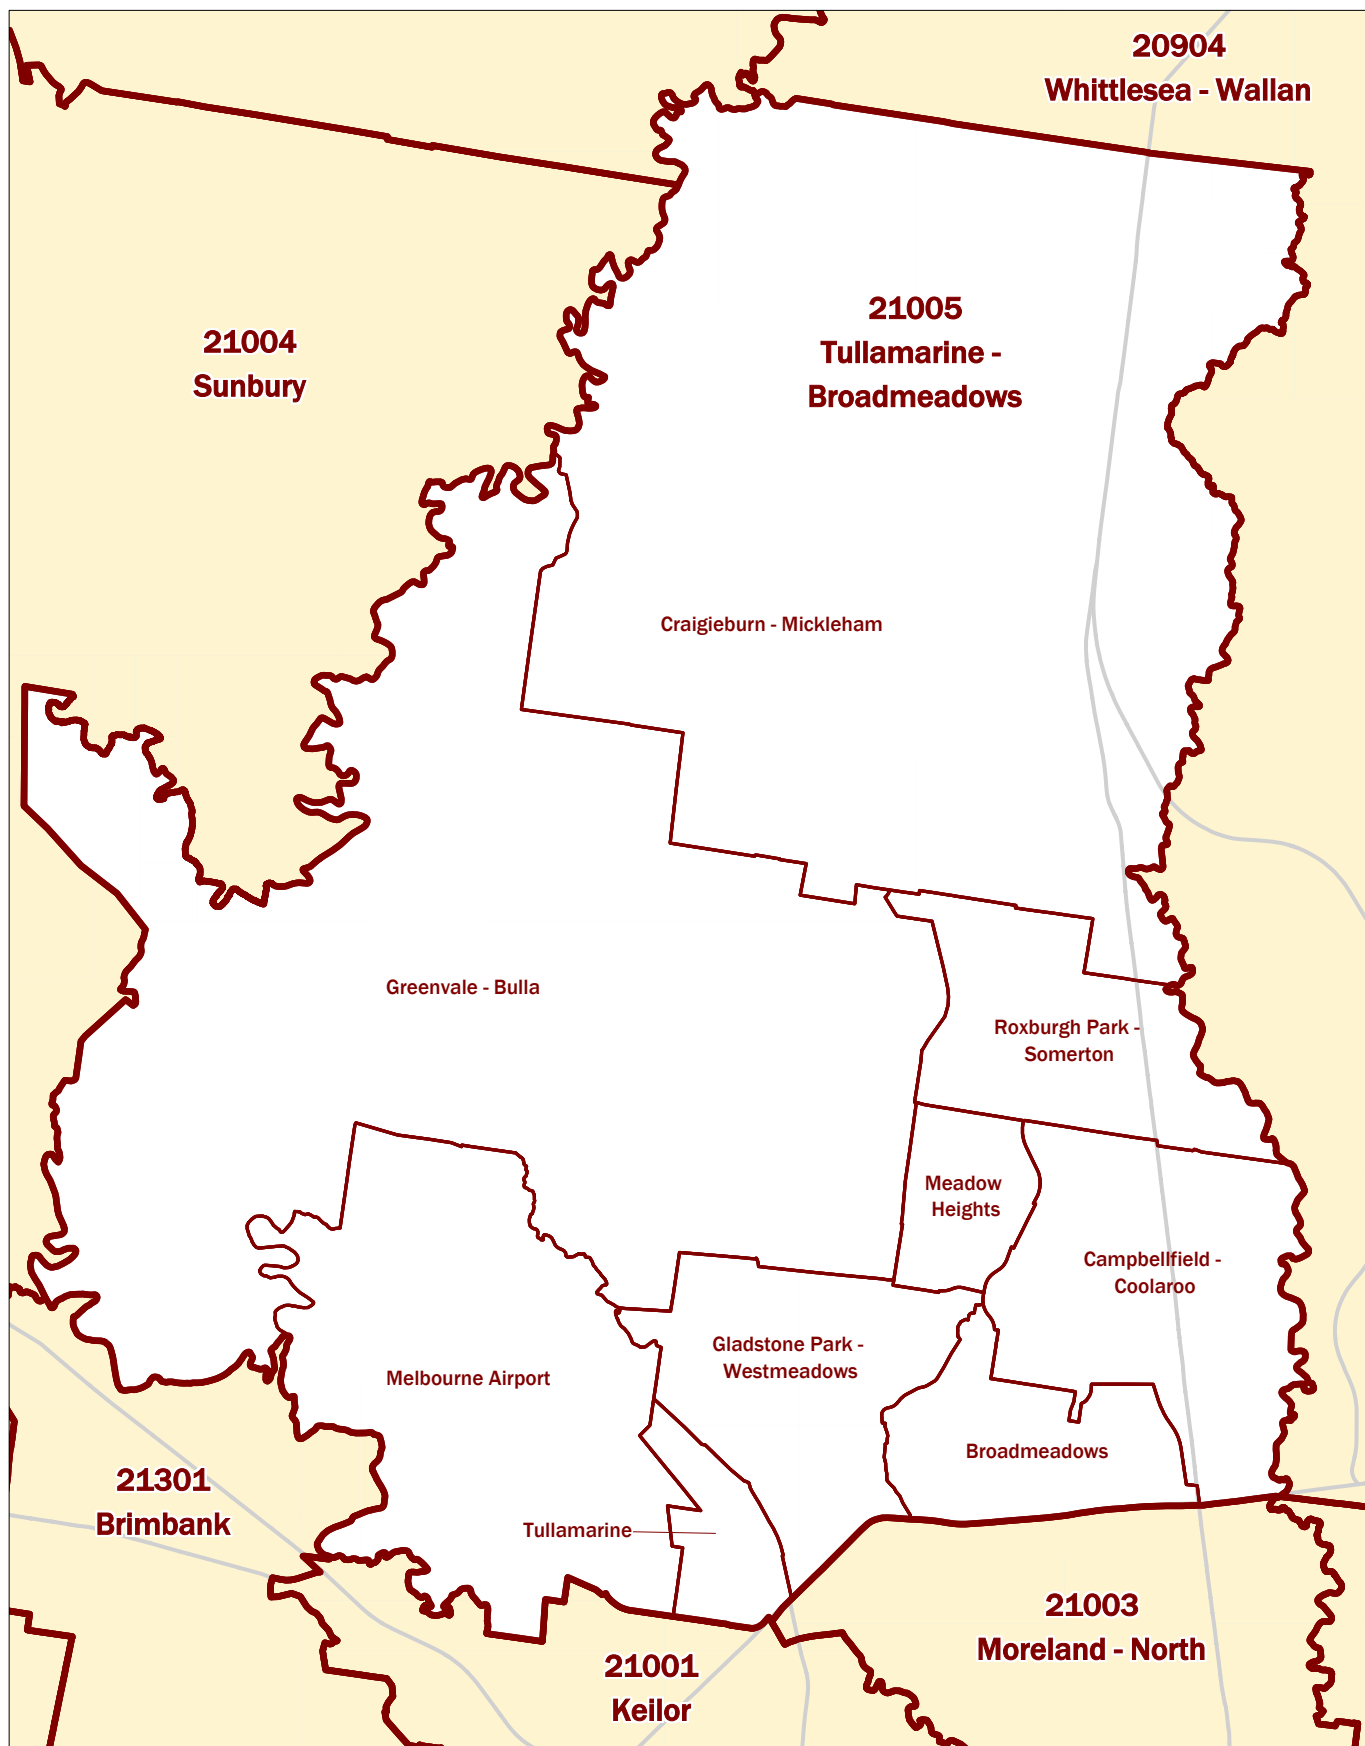 20904
Whittlesea - Wallan
21005
Tullamarine -
Broadmeadows
21004
Sunbury
Craigieburn - Mickleham
Greenvale - Bulla
Roxburgh Park -
Somerton
Meadow
Heights
Campbellfield -
Coolaroo
Gladstone Park -
Westmeadows
Melbourne Airport
Broadmeadows
21301
Brimbank
Tullamarine
21003
Moreland - North
21001
Keilor